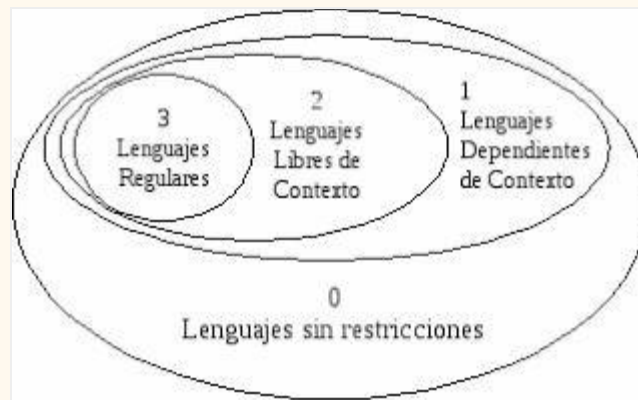 3
Lenguajes
Regulares
2
Lenguajes
Libres de
Contexto
1
Lenguajes
Dependientes
de Contexto
0
Lenguajes sin restricciones